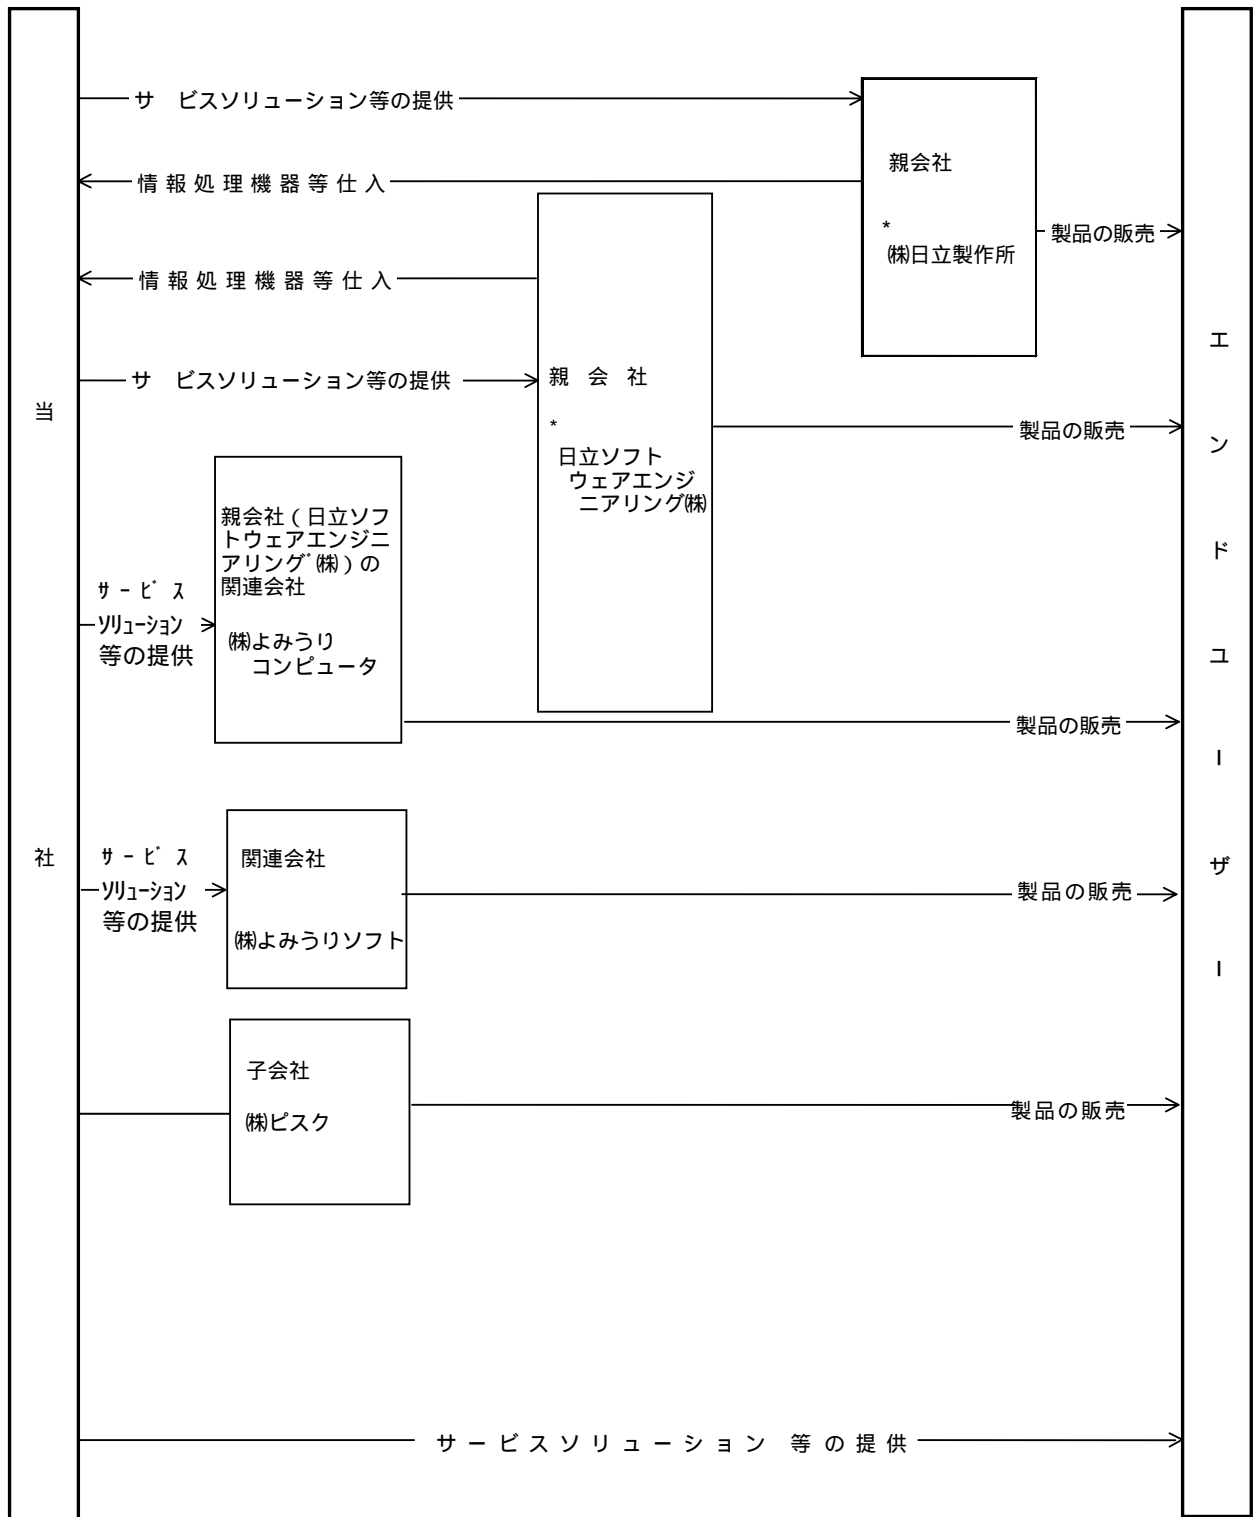 サ　ビスソリューション等の提供
親会社
情報処理機器等仕入
*
㈱日立製作所
製品の販売
情報処理機器等仕入
サ　ビスソリューション等の提供
親会社
*
日立ソフト
ウェアエンジ
ニアリング㈱
製品の販売
当社
エンドユーザー
親会社（日立ソフ
トウェアエンジニ
アリンク゛㈱）の
関連会社
㈱よみうり
コンピュータ
ｻｰﾋﾞｽ
ｿﾘｭｰｼｮﾝ
等の提供
製品の販売
ｻｰﾋﾞｽ
ｿﾘｭｰｼｮﾝ
等の提供
関連会社
㈱よみうりソフト
製品の販売
子会社
㈱ピスク
製品の販売
サービスソリューション 等の提供